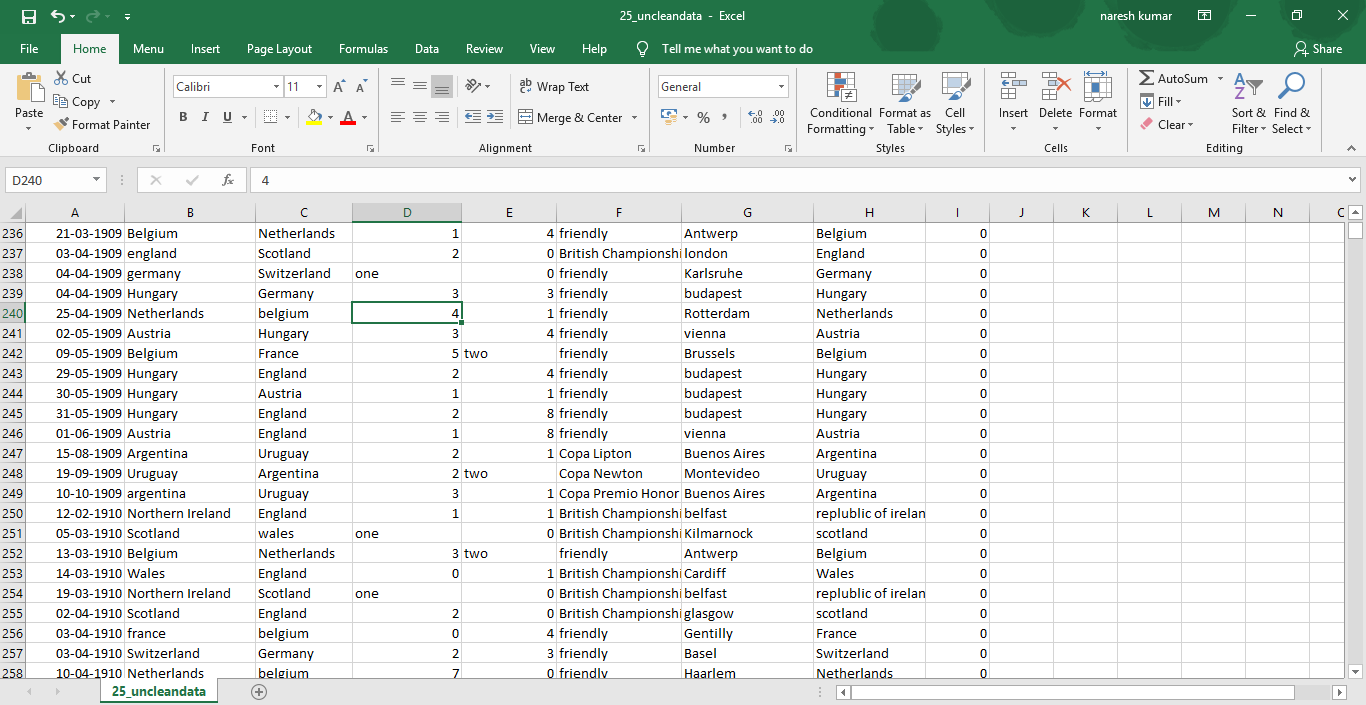 25_uncleandata - Excel
naresh kumar
File Home Menu Insert Page Layout Formulas Data Review View Help Tell me what you want to do Share
Paste
Cut
Copy
Format Painter
Clipboard
Calibri 11 A A
B I U A
Font
ab Wrap Text
Merge & Center
Alignment
General
% , .0 .00 .00 .0
Number
Conditional Formatting
Format as Table
Cell Styles
Styles
Insert Delete Format
Cells
AutoSum
Fill
Clear
Sort & Filter
Find & Select
Editing
D240 fx 4
A B C D E F G H I J K L M N
236 21-03-1909 Belgium Netherlands 1 4 friendly Antwerp Belgium 0
237 03-04-1909 england Scotland 2 0 British Championshi london England 0
238 04-04-1909 germany Switzerland one 0 friendly Karlsruhe Germany 0
239 04-04-1909 Hungary Germany 3 3 friendly budapest Hungary 0
240 25-04-1909 Netherlands belgium 4 1 friendly Rotterdam Netherlands 0
241 02-05-1909 Austria Hungary 3 4 friendly vienna Austria 0
242 09-05-1909 Belgium France 5 two friendly Brussels Belgium 0
243 29-05-1909 Hungary England 2 4 friendly budapest Hungary 0
244 30-05-1909 Hungary Austria 1 1 friendly budapest Hungary 0
245 31-05-1909 Hungary England 2 8 friendly budapest Hungary 0
246 01-06-1909 Austria England 1 8 friendly vienna Austria 0
247 15-08-1909 Argentina Uruguay 2 1 Copa Lipton Buenos Aires Argentina 0
248 19-09-1909 Uruguay Argentina 2 two Copa Newton Montevideo Uruguay 0
249 10-10-1909 argentina Uruguay 3 1 Copa Premio Honor Buenos Aires Argentina 0
250 12-02-1910 Northern Ireland England 1 1 British Championshi belfast replublic of irelan 0
251 05-03-1910 Scotland wales one 0 British Championshi Kilmarnock scotland 0
252 13-03-1910 Belgium Netherlands 3 two friendly Antwerp Belgium 0
253 14-03-1910 Wales England 0 1 British Championshi Cardiff Wales 0
254 19-03-1910 Northern Ireland Scotland one 0 British Championshi belfast replublic of irelan 0
255 02-04-1910 Scotland England 2 0 British Championshi glasgow scotland 0
256 03-04-1910 france belgium 0 4 friendly Gentilly France 0
257 03-04-1910 Switzerland Germany 2 3 friendly Basel Switzerland 0
258 10-04-1910 Netherlands belgium 7 0 friendly Haarlem Netherlands 0
25_uncleandata